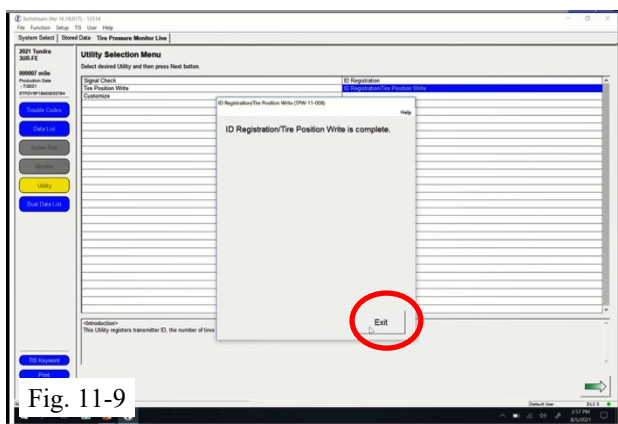 Techstream (Ver 16.10.017) - 12314
File Function Setup TIS User Help
System Select Stored Data Tire Pressure Monitor Live
2021 Tundra
3UR-FE
000007 mile
Production Date
Utility Selection Menu
Select desired Utility and then press Next button.
Signal Check
ID Registration
Tire Position Write
ID Registration/Tire Position Write
Customize
Trouble Codes
Data List
Active Test
Monitor
Utility
Dual Data List
ID Registration/Tire Position Write (TPW-11-008)
Help
ID Registration/Tire Position Write is complete.
Exit
<Introduction>
This Utility registers transmitter ID, the number of tires
TIS Keyword
Print
Fig. 11-9
Default User
DLC 3
2:57 PM
8/5/2021